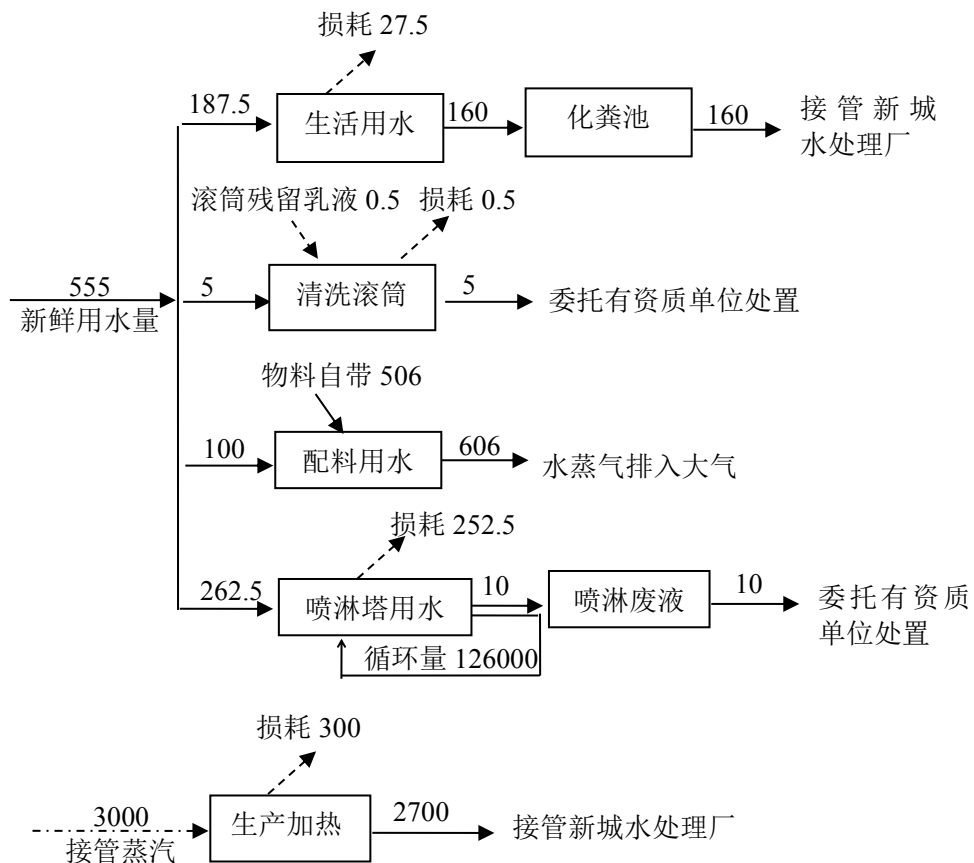 损耗 27.5
187.5
生活用水
160
化粪池
160
接管新城
水处理厂
滚筒残留乳液 0.5
损耗 0.5
555
新鲜用水量
5
清洗滚筒
5
委托有资质单位处置
物料自带 506
100
配料用水
606
水蒸气排入大气
损耗 252.5
262.5
喷淋塔用水
10
喷淋废液
10
委托有资质
单位处置
循环量 126000
损耗 300
3000
接管蒸汽
生产加热
2700
接管新城水处理厂